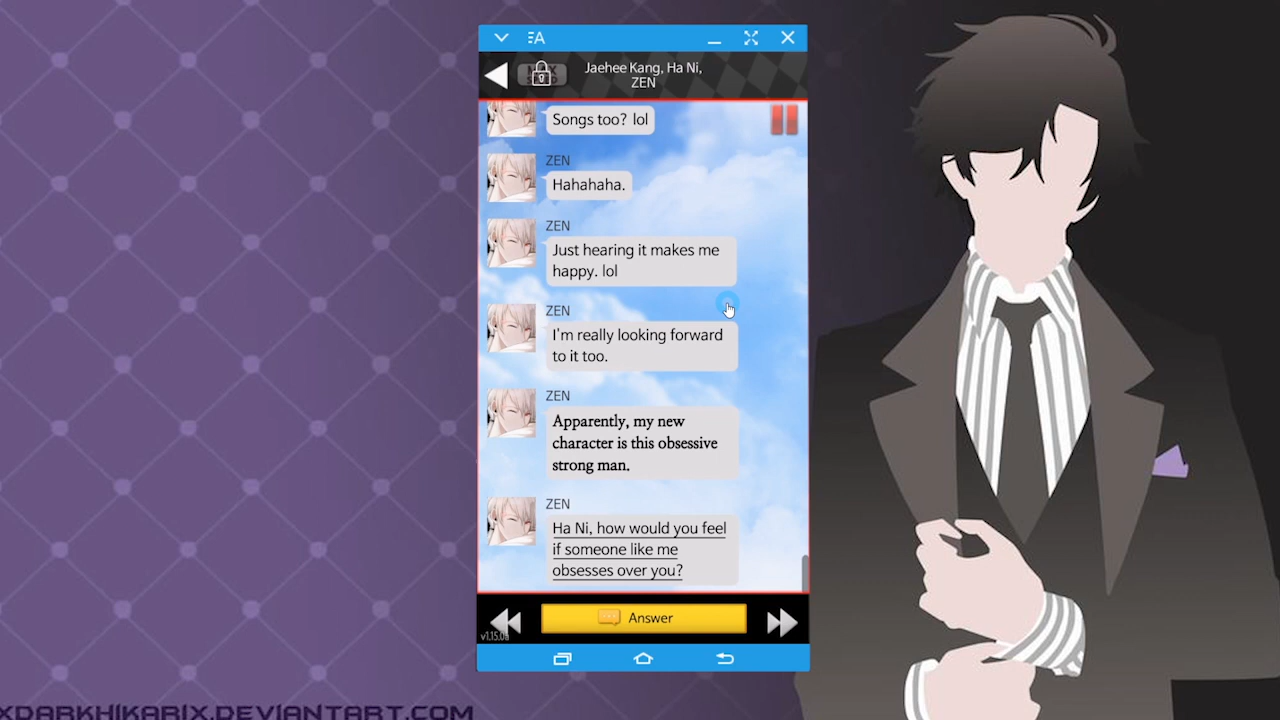 Jaehee Kang, Ha Ni,
ZEN
Songs too? lol
ZEN
Hahahaha.
ZEN
Just hearing it makes me
happy. lol
ZEN
I'm really looking forward
to it too.
ZEN
Apparently, my new
character is this obsessive
strong man.
ZEN
Ha Ni, how would you feel
if someone like me
obsesses over you?
Answer
XDARKHIKARIX.DEVIANTART.COM